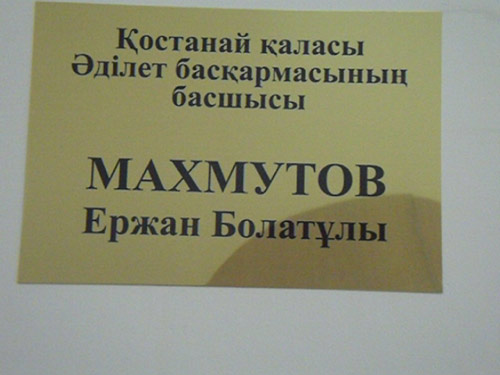 Қостанай қаласы
Әділет басқармасының
басшысы
МАХМУТОВ
Ержан Болатұлы